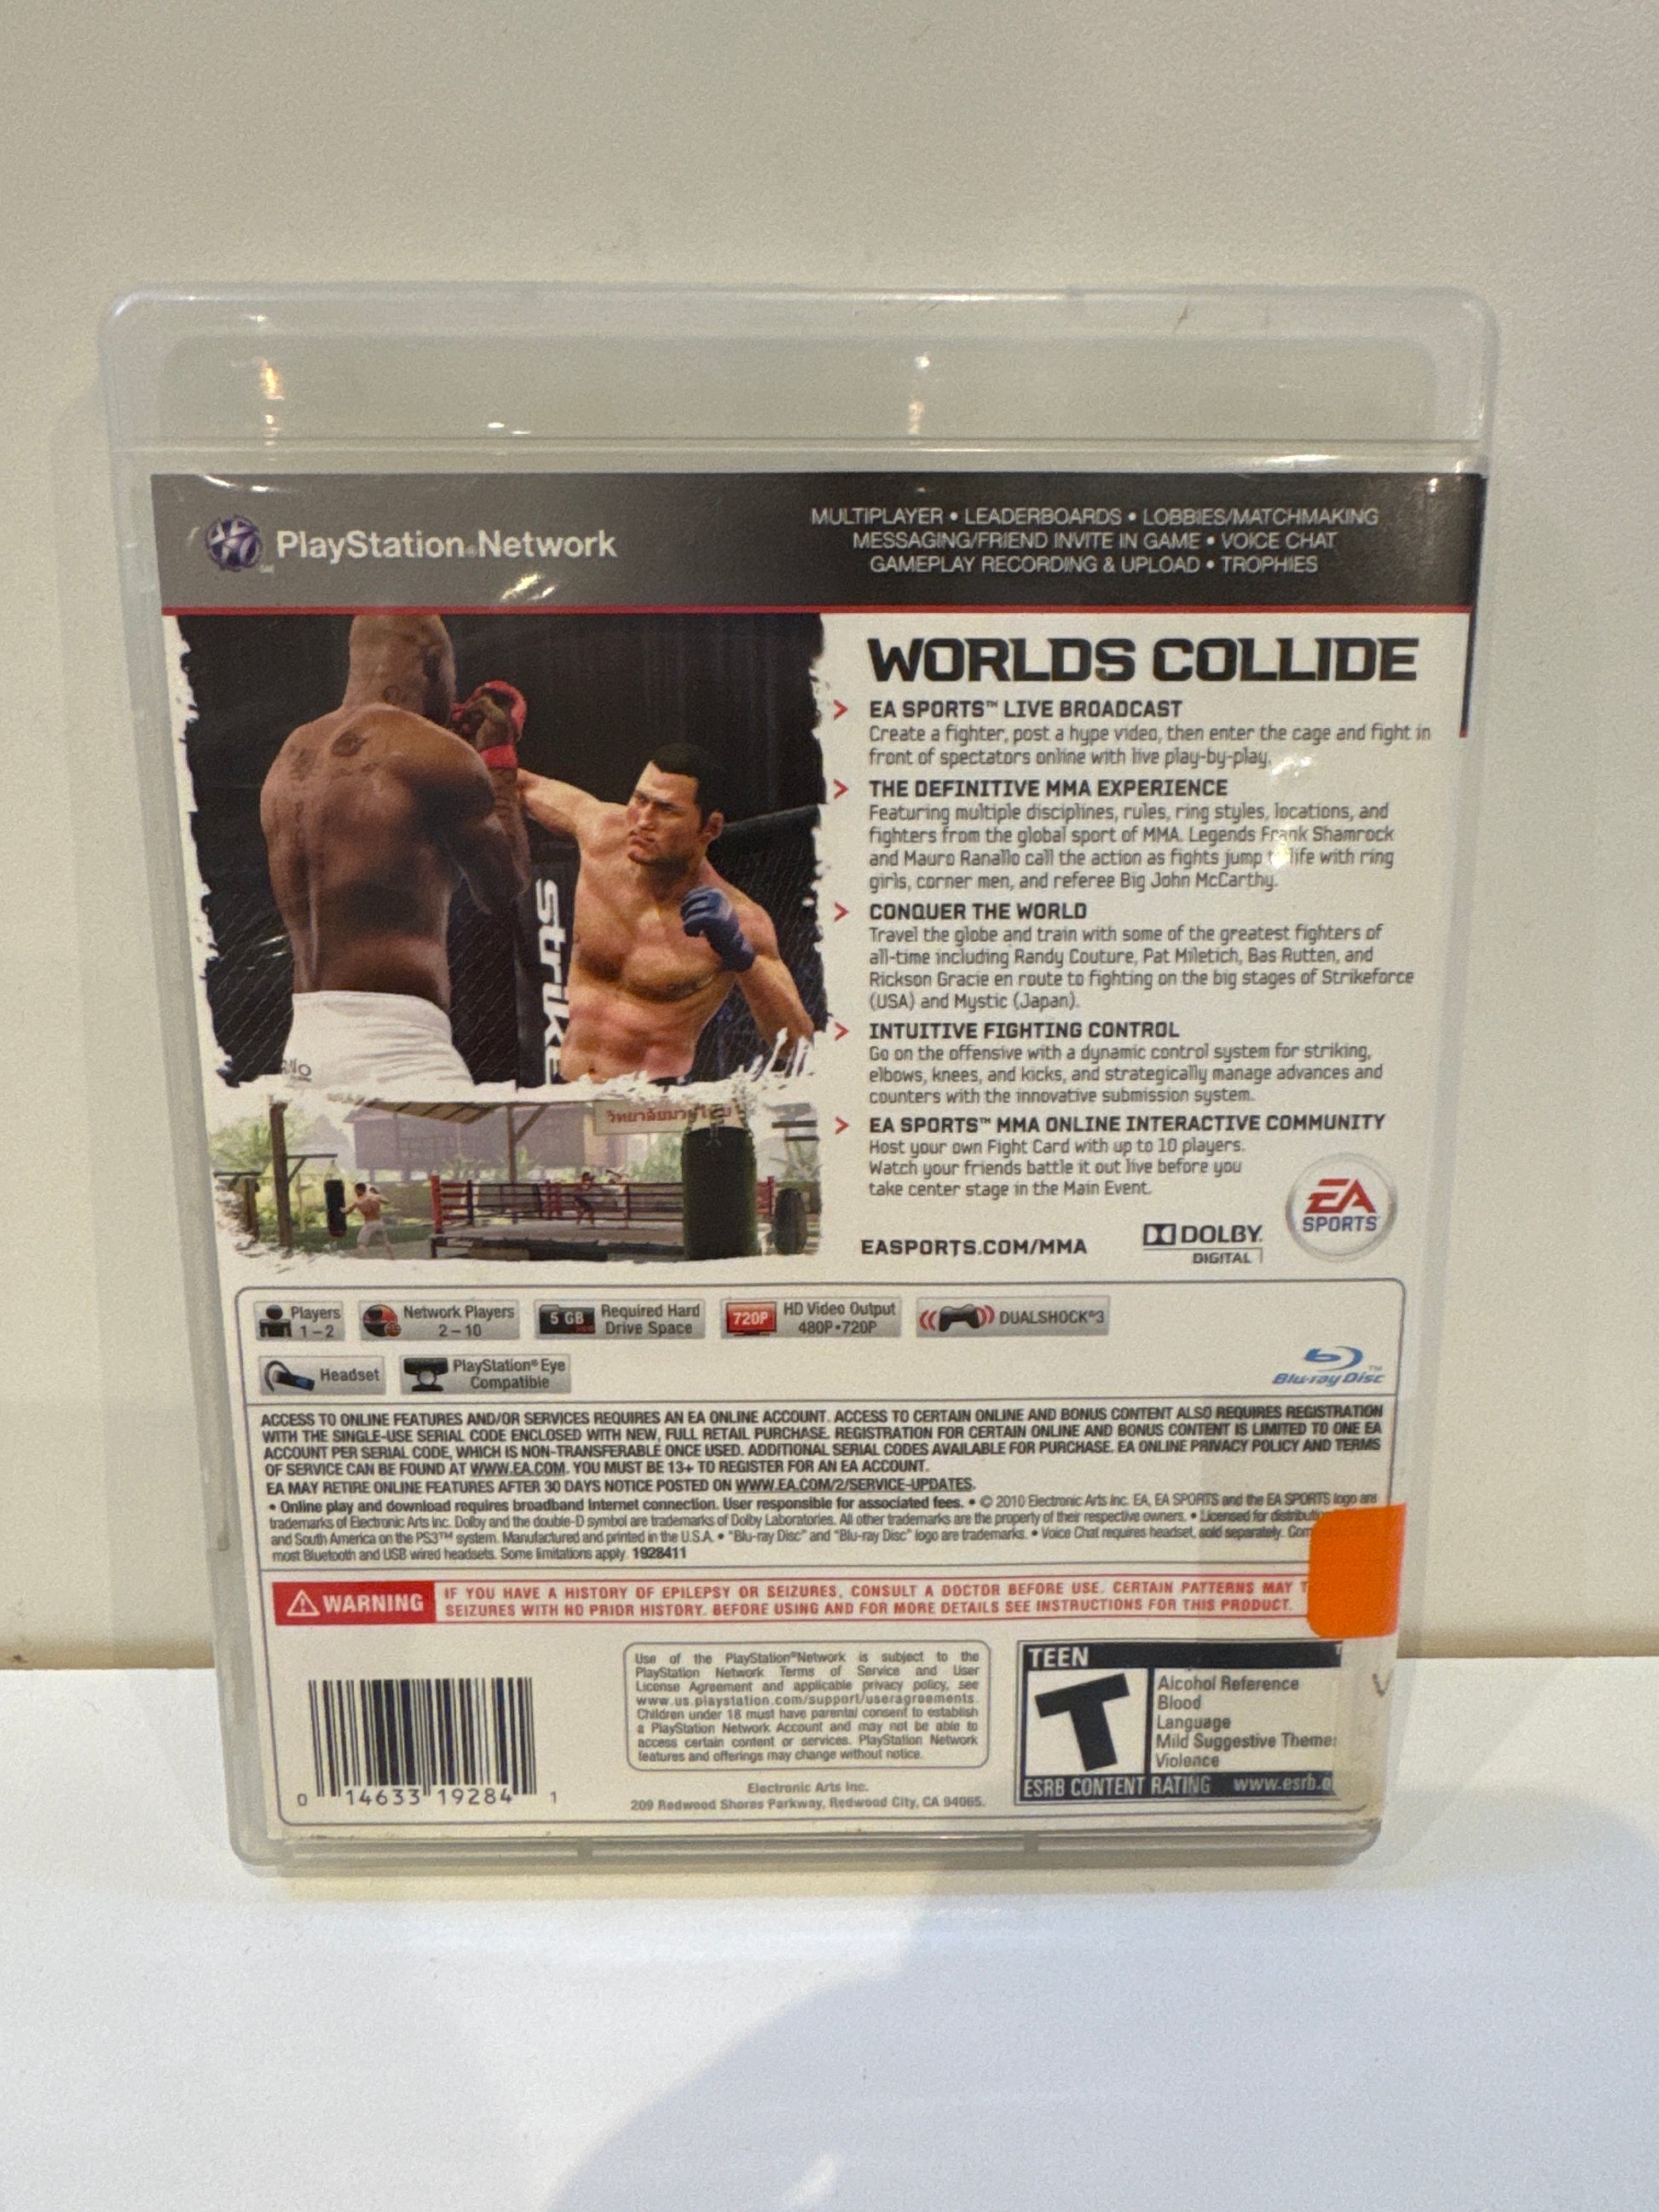 PlayStation®Network
MULTIPLAYER • LEADERBOARDS • LOBBIES/MATCHMAKING
MESSAGING/FRIEND INVITE IN GAME • VOICE CHAT
GAMEPLAY RECORDING & UPLOAD • TROPHIES
WORLDS COLLIDE
> EA SPORTS™ LIVE BROADCAST
Create a fighter, post a hype video, then enter the cage and fight in
front of spectators online with live play-by-play.
> THE DEFINITIVE MMA EXPERIENCE
Featuring multiple disciplines, rules, ring styles, locations, and
fighters from the global sport of MMA. Legends Frank Shamrock
and Mauro Ranallo call the action as fights jump life with ring
girls, corner men, and referee Big John McCarthy.
> CONQUER THE WORLD
Travel the globe and train with some of the greatest fighters of
all-time including Randy Couture, Pat Miletich, Bas Rutten, and
Rickson Gracie en route to fighting on the big stages of Strikeforce
(USA) and Mystic (Japan).
> INTUITIVE FIGHTING CONTROL
Go on the offensive with a dynamic control system for striking,
elbows, knees, and kicks, and strategically manage advances and
counters with the innovative submission system.
> EA SPORTS™ MMA ONLINE INTERACTIVE COMMUNITY
Host your own Fight Card with up to 10 players.
Watch your friends battle it out live before you
take center stage in the Main Event.
EASPORTS.COM/MMA
DOLBY
DIGITAL
EA
SPORTS
strike
Players
1–2
Network Players
2–10
5 GB
Required Hard
Drive Space
720P
HD Video Output
480P•720P
DUALSHOCK®3
Headset
PlayStation®Eye
Compatible
Blu-ray Disc™
ACCESS TO ONLINE FEATURES AND/OR SERVICES REQUIRES AN EA ONLINE ACCOUNT. ACCESS TO CERTAIN ONLINE AND BONUS CONTENT ALSO REQUIRES REGISTRATION
WITH THE SINGLE-USE SERIAL CODE ENCLOSED WITH NEW, FULL RETAIL PURCHASE. REGISTRATION FOR CERTAIN ONLINE AND BONUS CONTENT IS LIMITED TO ONE EA
ACCOUNT PER SERIAL CODE, WHICH IS NON-TRANSFERABLE ONCE USED. ADDITIONAL SERIAL CODES AVAILABLE FOR PURCHASE. EA ONLINE PRIVACY POLICY AND TERMS
OF SERVICE CAN BE FOUND AT WWW.EA.COM. YOU MUST BE 13+ TO REGISTER FOR AN EA ACCOUNT.
EA MAY RETIRE ONLINE FEATURES AFTER 30 DAYS NOTICE POSTED ON WWW.EA.COM/2/SERVICE-UPDATES.
• Online play and download requires broadband Internet connection. User responsible for associated fees. • © 2010 Electronic Arts Inc. EA, EA SPORTS and the EA SPORTS logo are
trademarks of Electronic Arts Inc. Dolby and the double-D symbol are trademarks of Dolby Laboratories. All other trademarks are the property of their respective owners. • Licensed for
and South America on the PS3™ system. Manufactured and printed in the U.S.A. • "Blu-ray Disc" and "Blu-ray Disc" logo are trademarks. • Voice Chat requires headset, sold separately.
most Bluetooth and USB wired headsets. Some limitations apply. 1928411
WARNING
IF YOU HAVE A HISTORY OF EPILEPSY OR SEIZURES, CONSULT A DOCTOR BEFORE USE. CERTAIN PATTERNS MAY
SEIZURES WITH NO PRIOR HISTORY. BEFORE USING AND FOR MORE DETAILS SEE INSTRUCTIONS FOR THIS PRODUCT.
0 14633 19284 1
Use of the PlayStation®Network is subject to the
PlayStation Network Terms of Service and User
License Agreement and applicable privacy policy, see
www.us.playstation.com/support/useragreements.
Children under 18 must have parental consent to establish
a PlayStation Network Account and may not be able to
access certain content or services. PlayStation Network
features and offerings may change without notice.
Electronic Arts Inc.
209 Redwood Shores Parkway, Redwood City, CA 94065.
TEEN
T
Alcohol Reference
Blood
Language
Mild Suggestive Themes
Violence
ESRB CONTENT RATING www.esrb.o